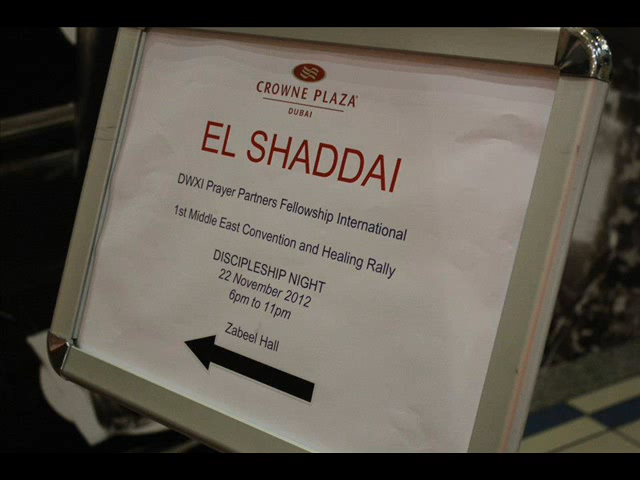 CROWNE PLAZA
DUBAI
EL SHADDAI
DWXI Prayer Partners Fellowship International
1st Middle East Convention and Healing Rally
DISCIPLESHIP NIGHT
22 November 2012
6pm to 11pm
Zabeel Hall